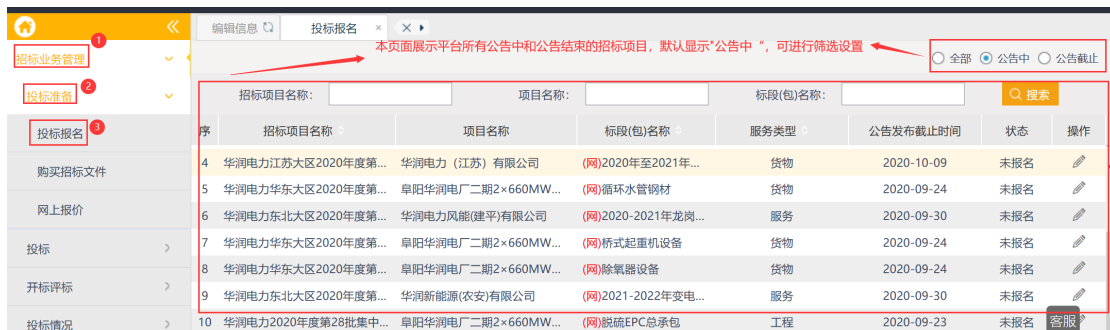 编辑信息 投标报名 ×
本页面展示平台所有公告中和公告结束的招标项目，默认显示"公告中 “，可进行筛选设置
全部 公告中 公告截止
1
招标业务管理
2
投标准备
3
投标报名
购买招标文件
网上报价
投标
开标评标
投标情况
招标项目名称： 项目名称： 标段(包)名称： 搜索
序 招标项目名称 项目名称 标段(包)名称 服务类型 公告发布截止时间 状态 操作
4 华润电力江苏大区2020年度第... 华润电力（江苏）有限公司 (网)2020年至2021年... 货物 2020-10-09 未报名
5 华润电力华东大区2020年度第... 阜阳华润电厂二期2×660MW... (网)循环水管钢材 货物 2020-09-24 未报名
6 华润电力东北大区2020年度第... 华润电力风能(建平)有限公司 (网)2020-2021年龙岗... 服务 2020-09-30 未报名
7 华润电力华东大区2020年度第... 阜阳华润电厂二期2×660MW... (网)桥式起重机设备 货物 2020-09-24 未报名
8 华润电力华东大区2020年度第... 阜阳华润电厂二期2×660MW... (网)除氧器设备 货物 2020-09-24 未报名
9 华润电力东北大区2020年度第... 华润新能源(农安)有限公司 (网)2021-2022年变电... 服务 2020-09-30 未报名
10 华润电力2020年度第28批集中... 阜阳华润电厂二期2×660MW... (网)脱硫EPC总承包 工程 2020-09-23 未报名
客服